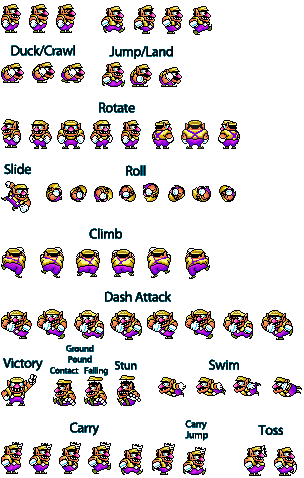 Duck/Crawl
Jump/Land
Rotate
Slide
Roll
Climb
Dash Attack
Victory
Ground
Pound
Contact Falling
Stun
Swim
Carry
Carry
Jump
Toss